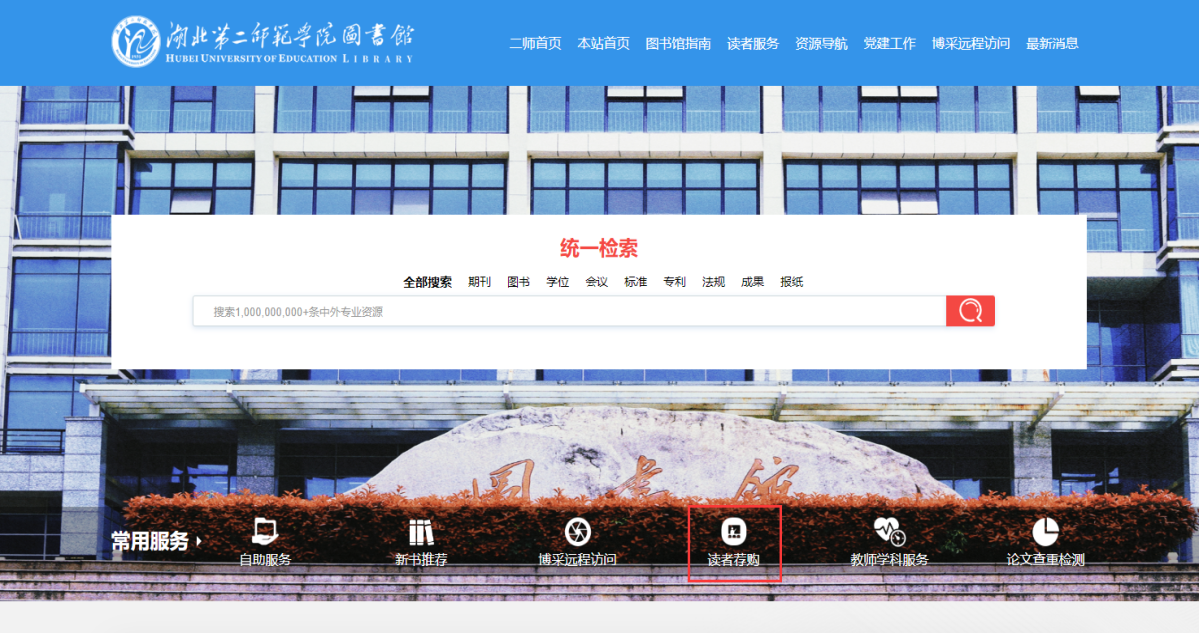 湖北第二师范学院圖書館
HUBEI UNIVERSITY OF EDUCATION LIBRARY
二师首页 本站首页 图书馆指南 读者服务 资源导航 党建工作 博采远程访问 最新消息
统一检索
全部搜索 期刊 图书 学位 会议 标准 专利 法规 成果 报纸
搜索1,000,000,000+条中外专业资源
图书馆
常用服务
自助服务 新书推荐 博采远程访问 读者荐购 教师学科服务 论文查重检测